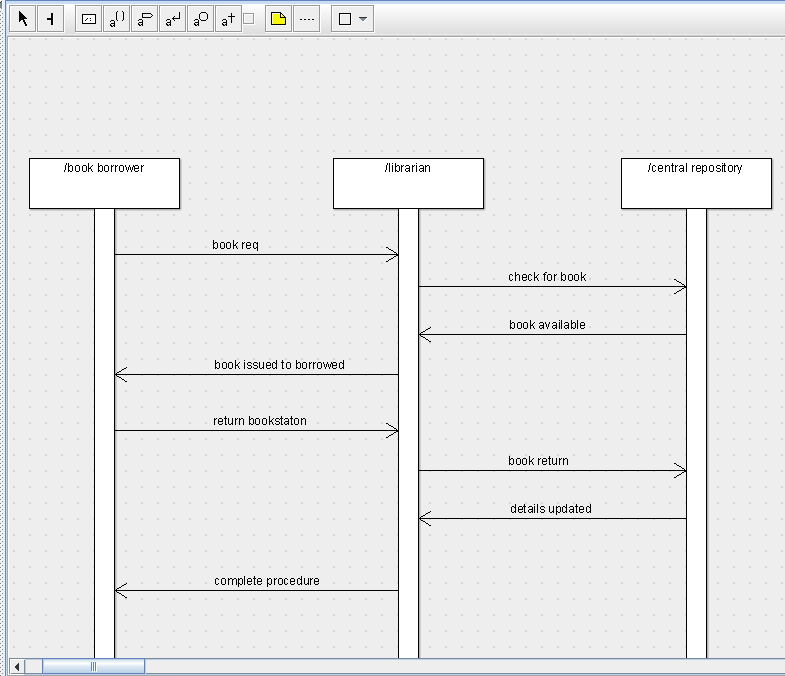 a()
a
a
a
a
/book borrower
/librarian
/central repository
book req
check for book
book available
book issued to borrowed
return bookstaton
book return
details updated
complete procedure